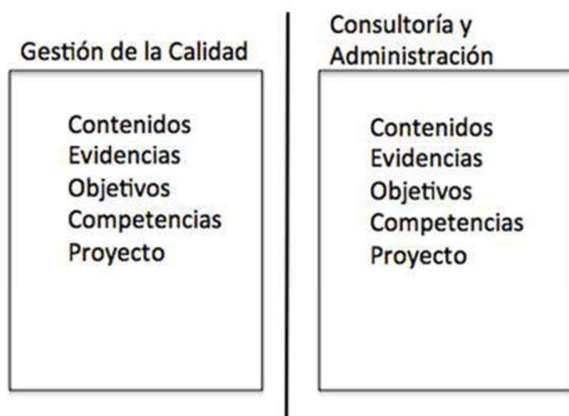 Gestión de la Calidad
Contenidos
Evidencias
Objetivos
Competencias
Proyecto
Consultoría y
Administración
Contenidos
Evidencias
Objetivos
Competencias
Proyecto